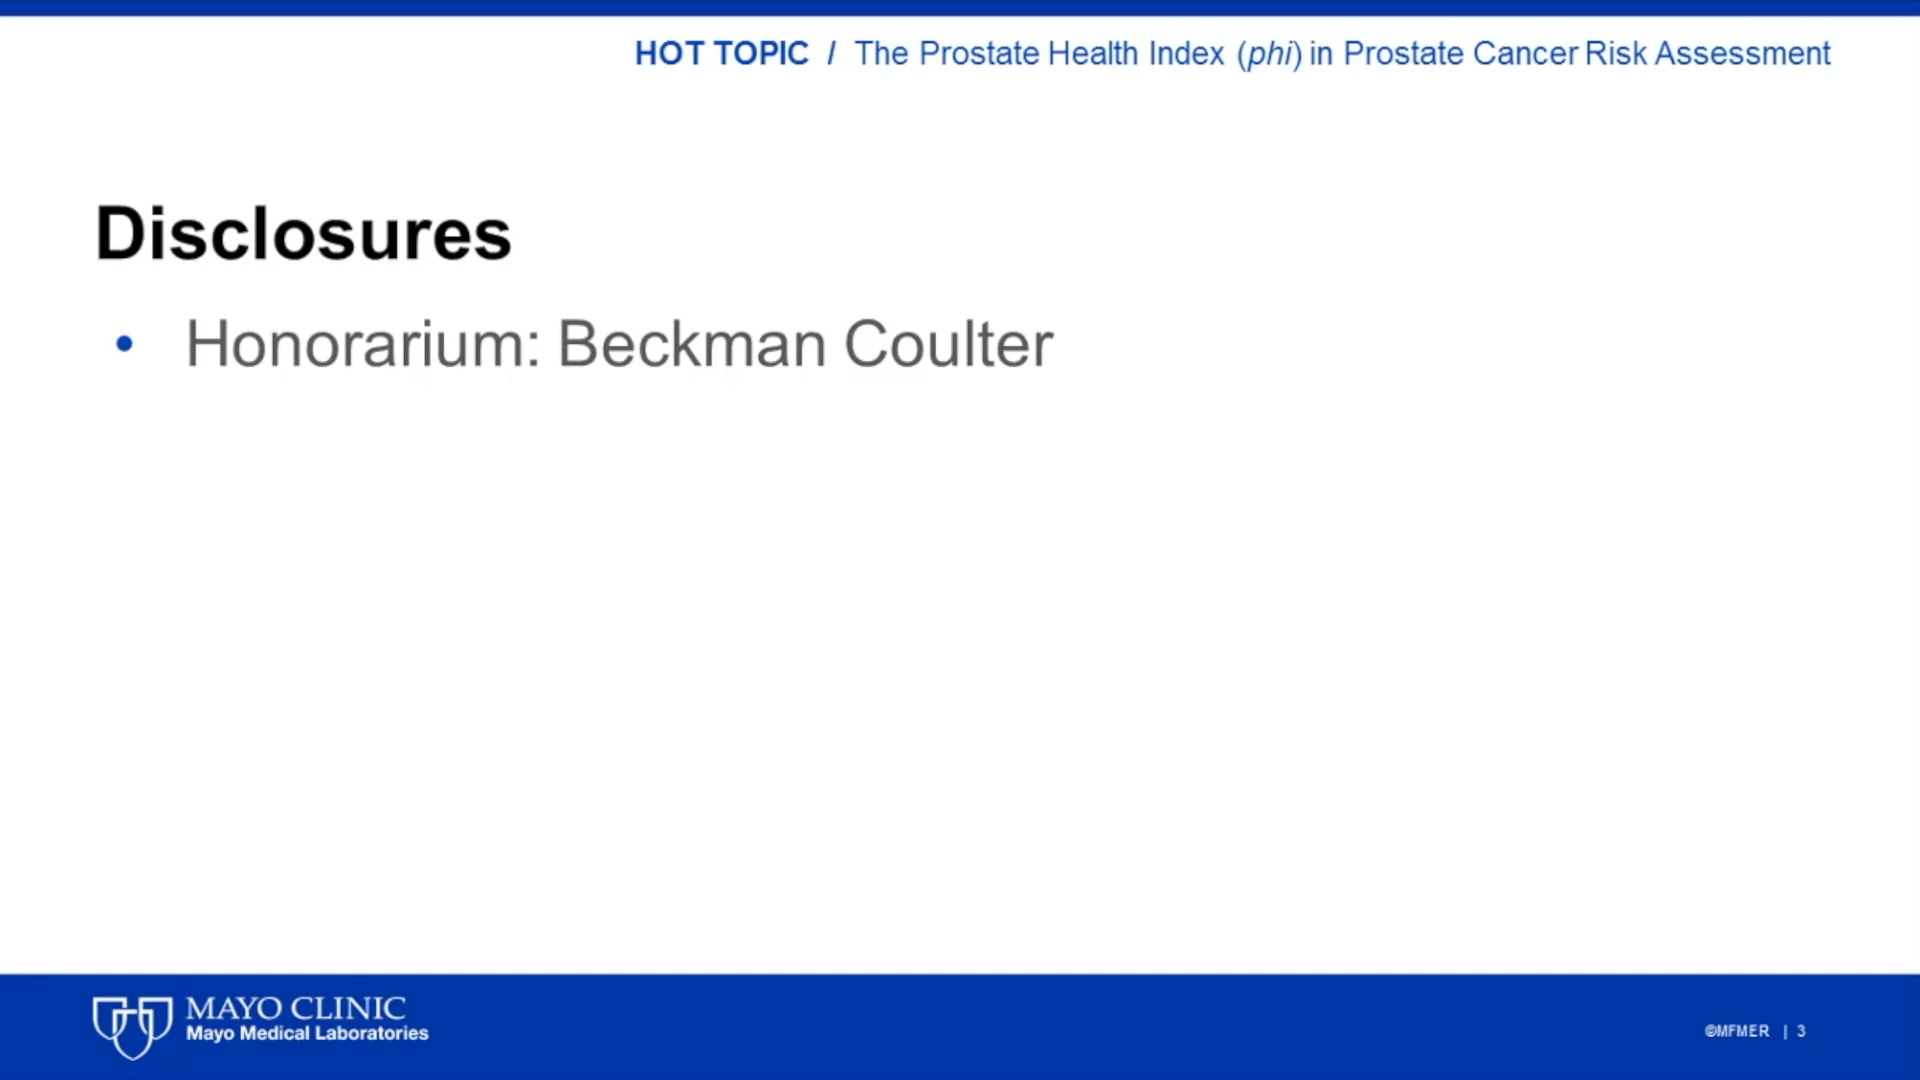 HOT TOPIC / The Prostate Health Index (phi) in Prostate Cancer Risk Assessment
Disclosures
• Honorarium: Beckman Coulter
MAYO CLINIC
Mayo Medical Laboratories
©MFMER | 3